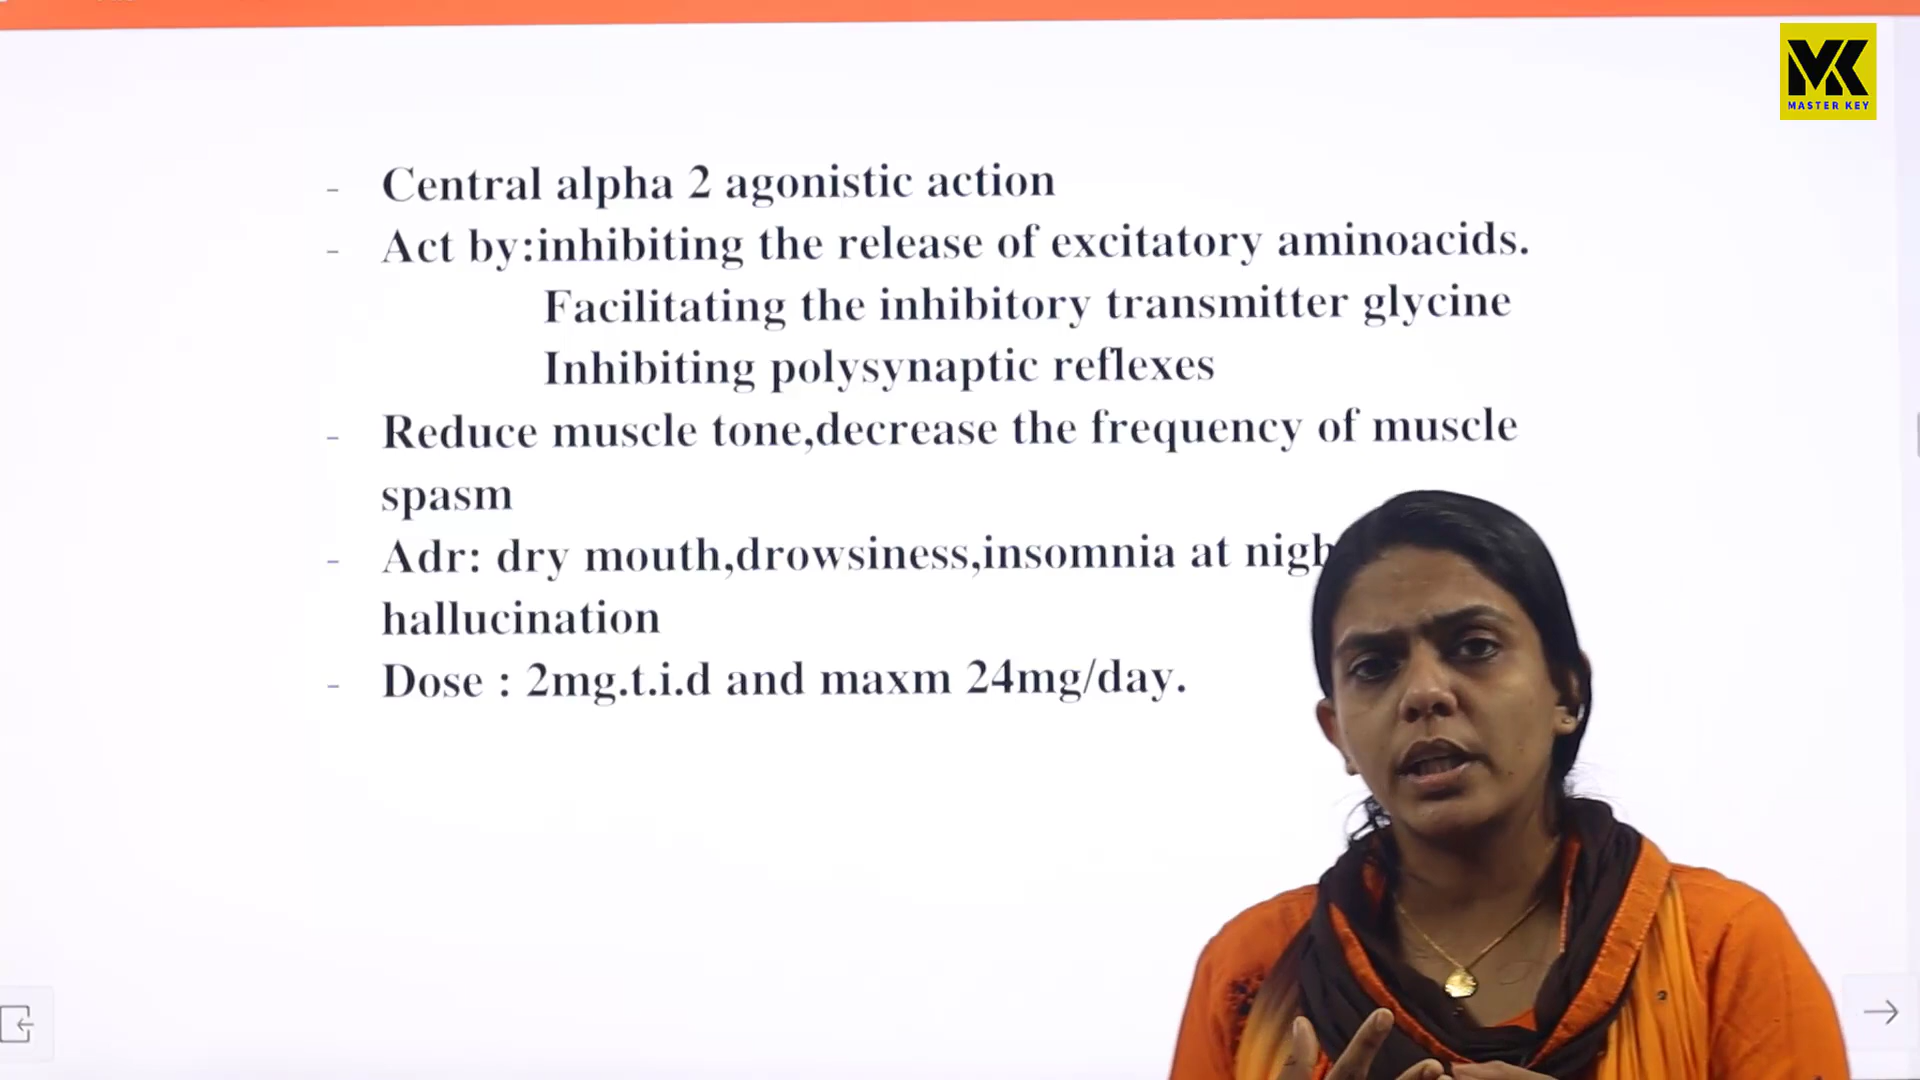 MASTER KEY
- Central alpha 2 agonistic action
- Act by:inhibiting the release of excitatory aminoacids.
Facilitating the inhibitory transmitter glycine
Inhibiting polysynaptic reflexes
- Reduce muscle tone,decrease the frequency of muscle
spasm
- Adr: dry mouth,drowsiness,insomnia at nigh
hallucination
- Dose : 2mg.t.i.d and maxm 24mg/day.